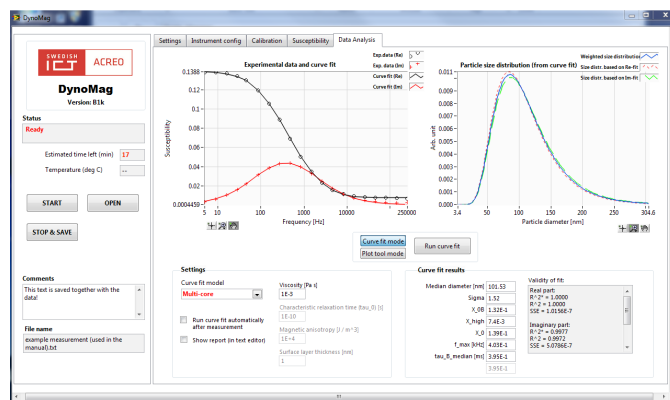 DynoMag
SWEDISH
ICT
ACREO
DynoMag
Version: B1k
Status
Ready
Estimated time left (min) 17
Temperature (deg C) --
START OPEN
STOP & SAVE
Comments
This text is saved together with the
data!
File name
example measurement (used in the
manual).txt
Settings Instrument config Calibration Susceptibility Data Analysis
Exp. data (Re)
Exp. data (Im)
Curve fit (Re)
Curve fit (Im)
Experimental data and curve fit
Susceptibility
0.1388
0.12
0.1
0.08
0.06
0.04
0.02
0.0004459
5 10 100 1000 10000 250000
Frequency [Hz]
Weighted size distribution
Size distr. based on Re-fit
Size distr. based on Im-fit
Particle size distribution (from curve fit)
Arb. unit
0.011
0.010
0.009
0.008
0.007
0.006
0.005
0.004
0.003
0.002
0.001
0.000
3.4 50 100 150 200 250 304.6
Particle diameter [nm]
Curve fit mode
Plot tool mode
Run curve fit
Settings
Curve fit model
Multi-core
Run curve fit automatically
after measurement
Show report (in text editor)
Viscosity [Pa s]
1E-3
Characteristic relaxation time (tau_0) [s]
1E-10
Magnetic anisotropy [J / m^3]
1E+4
Surface layer thickness [nm]
1
Curve fit results
Median diameter [nm] 101.53
Sigma 1.52
X_0B 1.32E-1
X_high 7.4E-3
X_0 1.39E-1
f_max [kHz] 4.03E-1
tau_B_median [ms] 3.95E-1
3.95E-1
Validity of fit:
Real part:
R^2* = 1.0000
R^2 = 1.0000
SSE = 1.0156E-7
Imaginary part:
R^2* = 0.9977
R^2 = 0.9972
SSE = 5.0786E-7